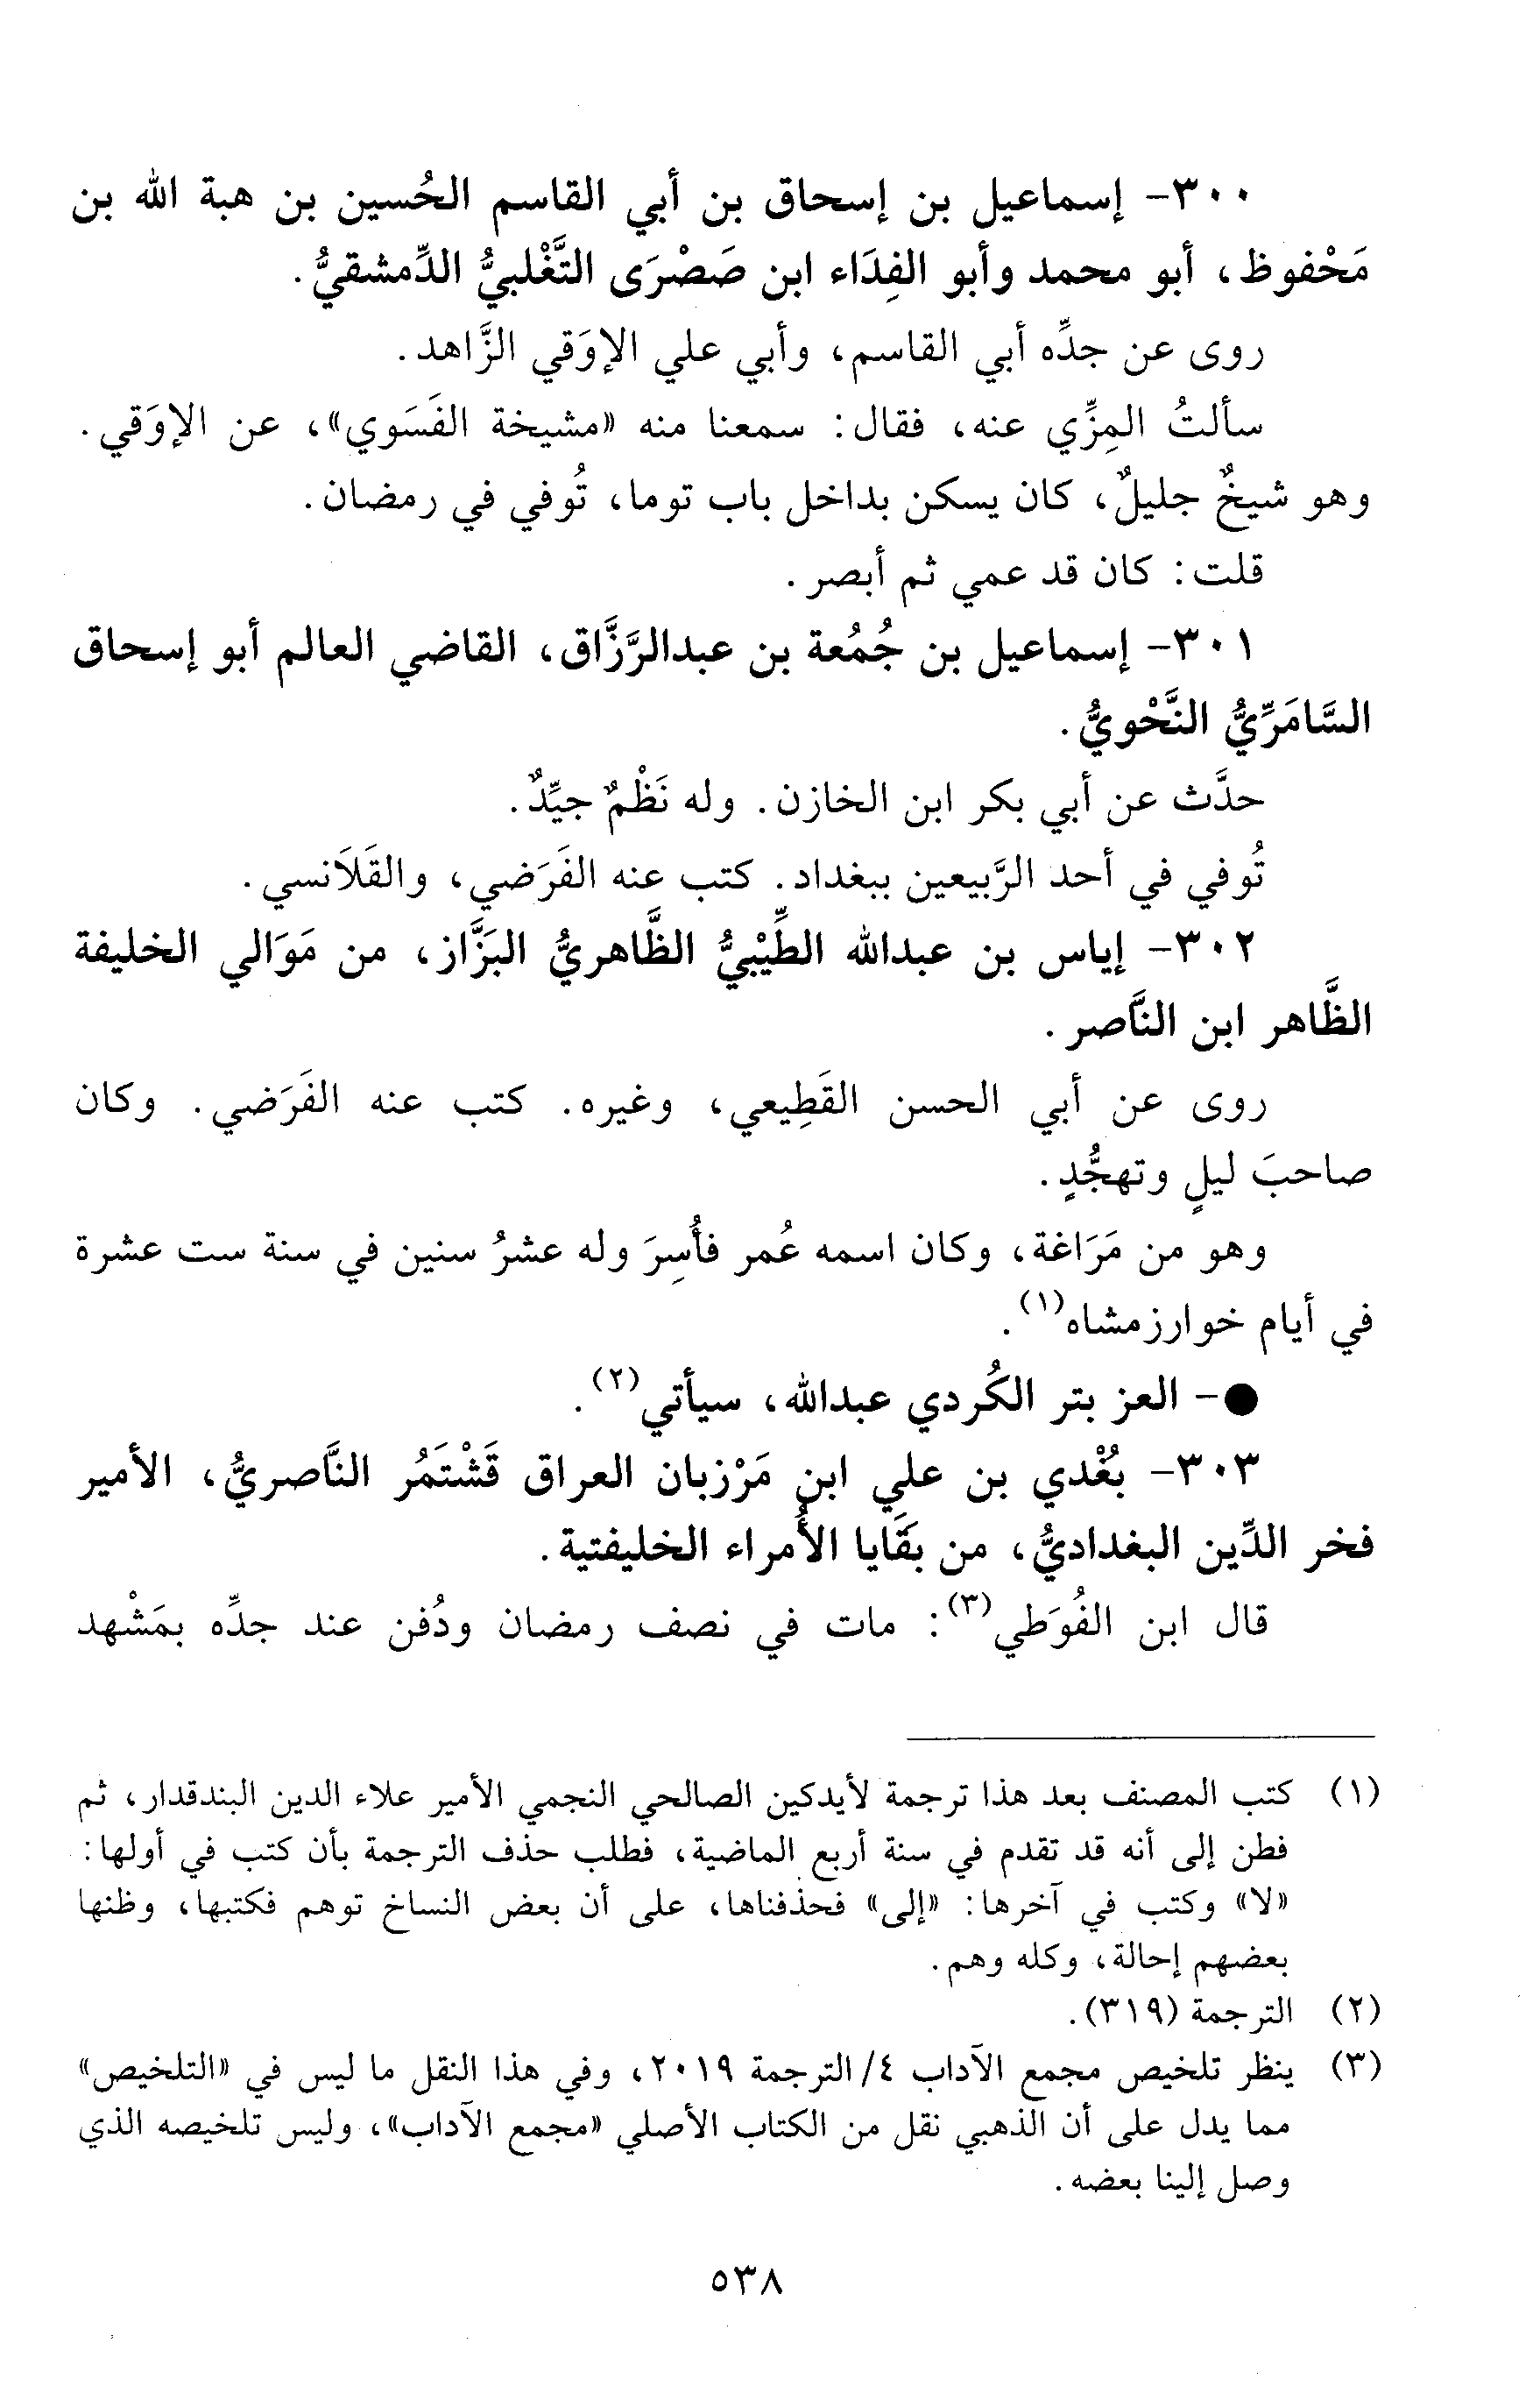 ٣٠٠- إسماعيل بن إسحاق بن أبي القاسم الحُسين بن هبة الله بن
مَحْفوظ، أبو محمد وأبو الفِدَاء ابن صَصْرَى التَّغْلبيُّ الدِّمشقيُّ.
روى عن جدِّه أبي القاسم، وأبي علي الإوَقي الزَّاهد.
سألتُ المِزِّي عنه، فقال: سمعنا منه «مشيخة الفَسَوي»، عن الإوَقي.
وهو شيخٌ جليلٌ، كان يسكن بداخل باب توما، تُوفي في رمضان.
قلت: كان قد عمي ثم أبصر.
٣٠١- إسماعيل بن جُمُعة بن عبدالرَّزَّاق، القاضي العالم أبو إسحاق
السَّامَرِّيُّ النَّحْويُّ.
حدَّث عن أبي بكر ابن الخازن. وله نَظْمٌ جيِّدٌ.
تُوفي في أحد الرَّبيعين ببغداد. كتب عنه الفَرَضي، والقَلاَنسي.
٣٠٢- إياس بن عبدالله الطِّيْبيُّ الظَّاهريُّ البَزَّاز، من مَوَالي الخليفة
الظَّاهر ابن النَّاصر.
روى عن أبي الحسن القَطِيعي، وغيره. كتب عنه الفَرَضي. وكان
صاحبَ ليلٍ وتهجُّدٍ.
وهو من مَرَاغة، وكان اسمه عُمر فأُسِرَ وله عشرُ سنين في سنة ست عشرة
في أيام خوارزمشاه(١).
●- العز بتر الكُردي عبدالله، سيأتي(٢).
٣٠٣- بُغْدي بن علي ابن مَرْزبان العراق قَشْتَمُر النَّاصريُّ، الأمير
فخر الدِّين البغداديُّ، من بَقَايا الأُمراء الخليفتية.
قال ابن الفُوَطي(٣): مات في نصف رمضان ودُفن عند جدِّه بمَشْهد
(١) كتب المصنف بعد هذا ترجمة لأيدكين الصالحي النجمي الأمير علاء الدين البندقدار، ثم
فطن إلى أنه قد تقدم في سنة أربع الماضية، فطلب حذف الترجمة بأن كتب في أولها:
«لا» وكتب في آخرها: «إلى» فحذفناها، على أن بعض النساخ توهم فكتبها، وظنها
بعضهم إحالة، وكله وهم.
(٢) الترجمة (٣١٩).
(٣) ينظر تلخيص مجمع الآداب ٤/ الترجمة ٢٠١٩، وفي هذا النقل ما ليس في «التلخيص»
مما يدل على أن الذهبي نقل من الكتاب الأصلي «مجمع الآداب»، وليس تلخيصه الذي
وصل إلينا بعضه.
٥٣٨